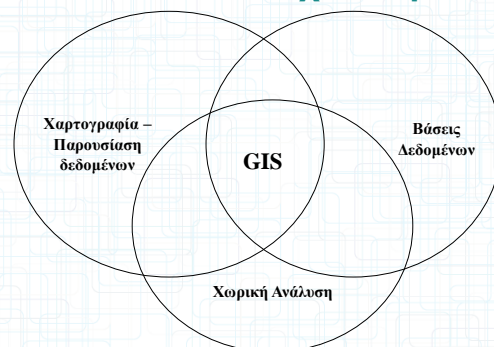 Χαρτογραφία –
Παρουσίαση
δεδομένων
GIS
Βάσεις
Δεδομένων
Χωρική Ανάλυση